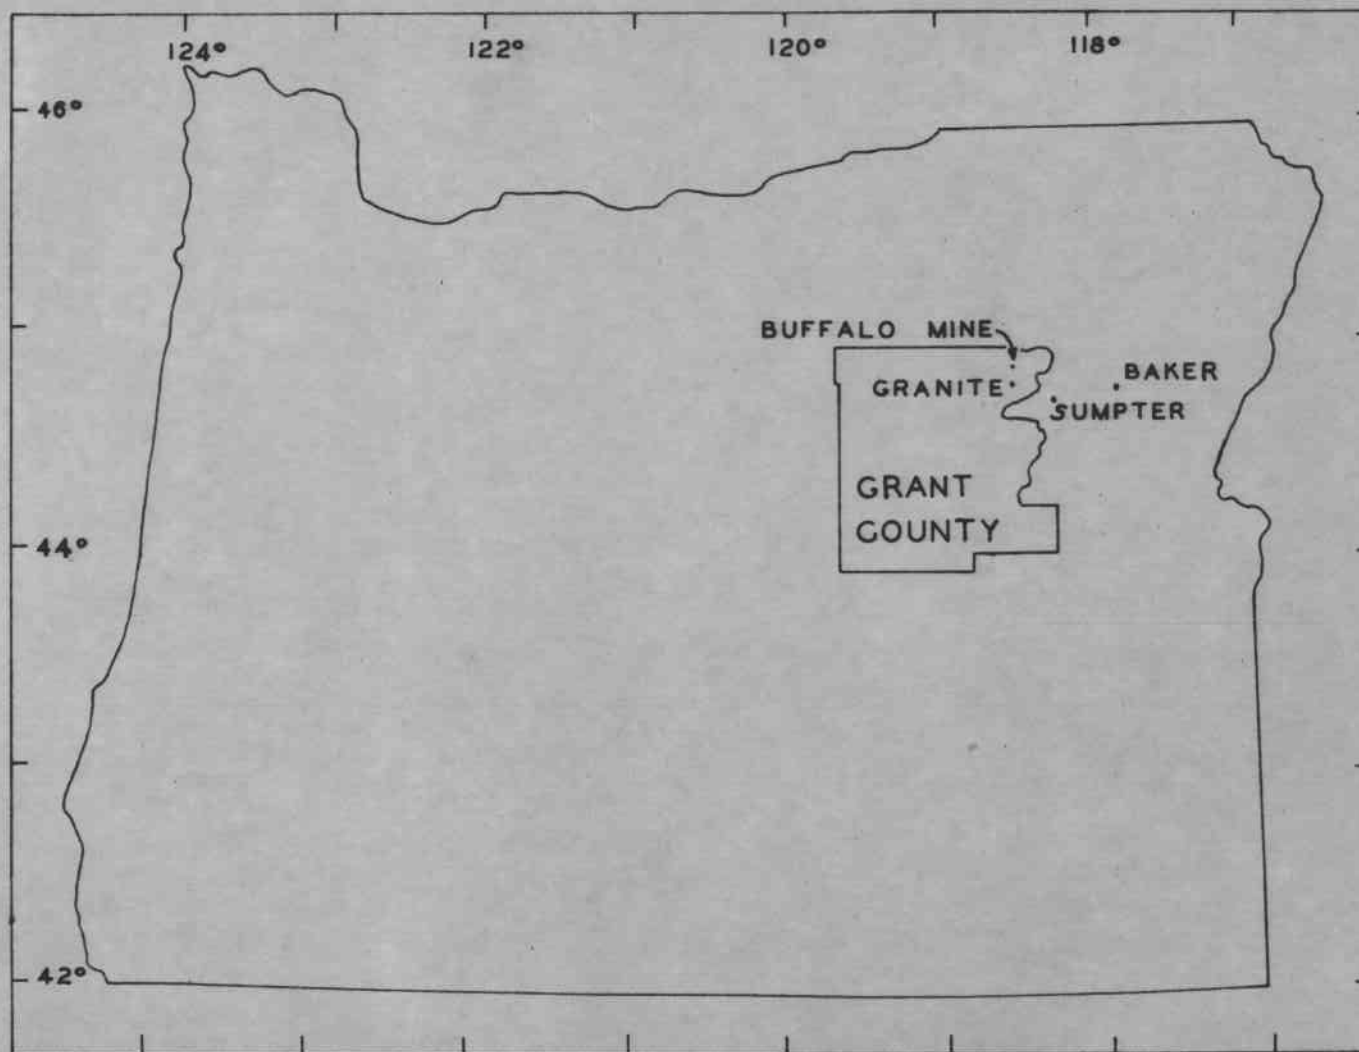 124° 122° 120° 118°
46°
BUFFALO MINE
BAKER
GRANITE
SUMPTER
GRANT
COUNTY
44°
42°